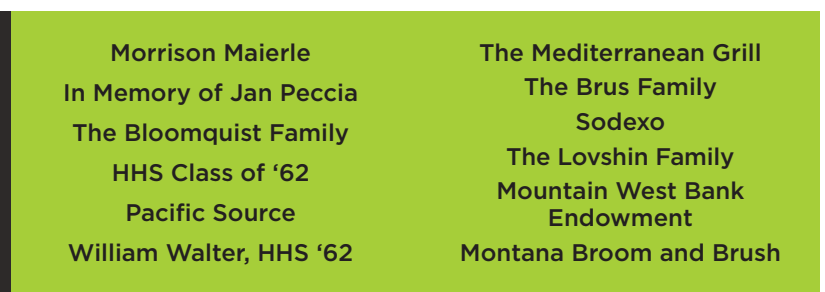 Morrison Maierle
In Memory of Jan Peccia
The Bloomquist Family
HHS Class of ‘62
Pacific Source
William Walter, HHS ‘62
The Mediterranean Grill
The Brus Family
Sodexo
The Lovshin Family
Mountain West Bank
Endowment
Montana Broom and Brush